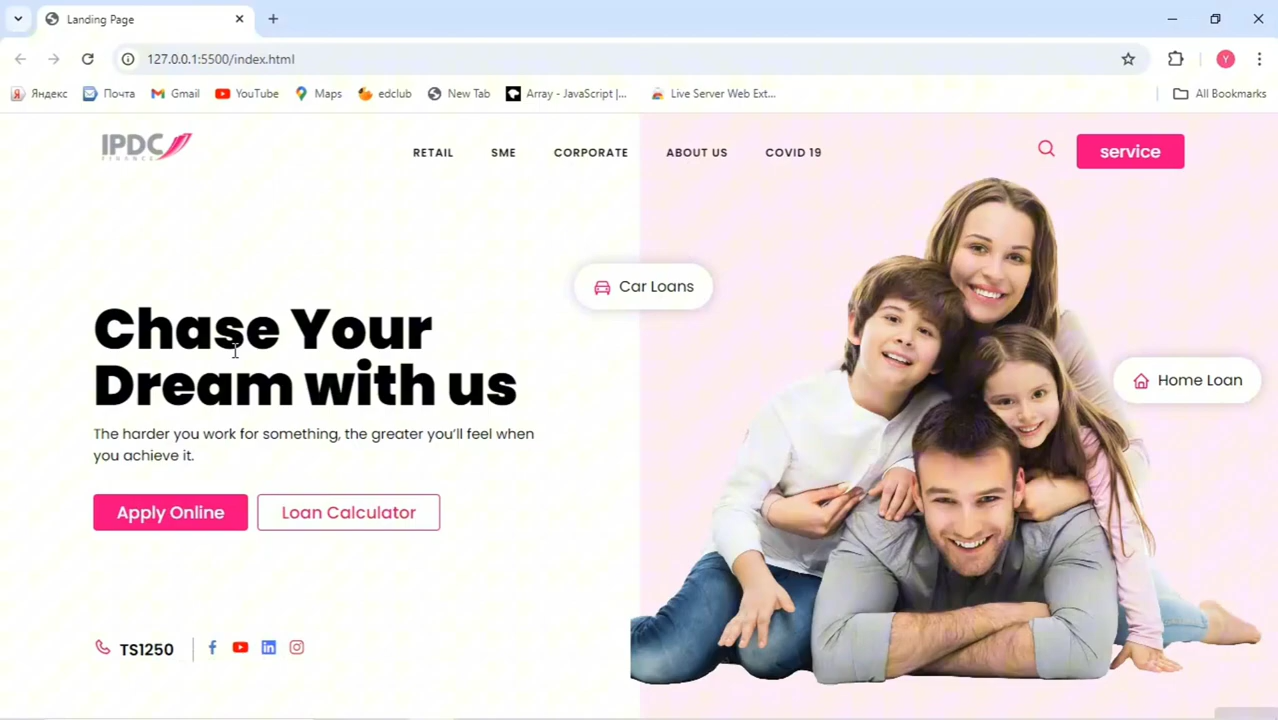 Landing Page
127.0.0.1:5500/index.html
Y
Яндекс
Почта
Gmail
YouTube
Maps
edclub
New Tab
Array - JavaScript |...
Live Server Web Ext...
All Bookmarks
IPDC
FINANCE
RETAIL
SME
CORPORATE
ABOUT US
COVID 19
service
Car Loans
Chase Your
Dream with us
Home Loan
The harder you work for something, the greater you'll feel when
you achieve it.
Apply Online
Loan Calculator
TS1250